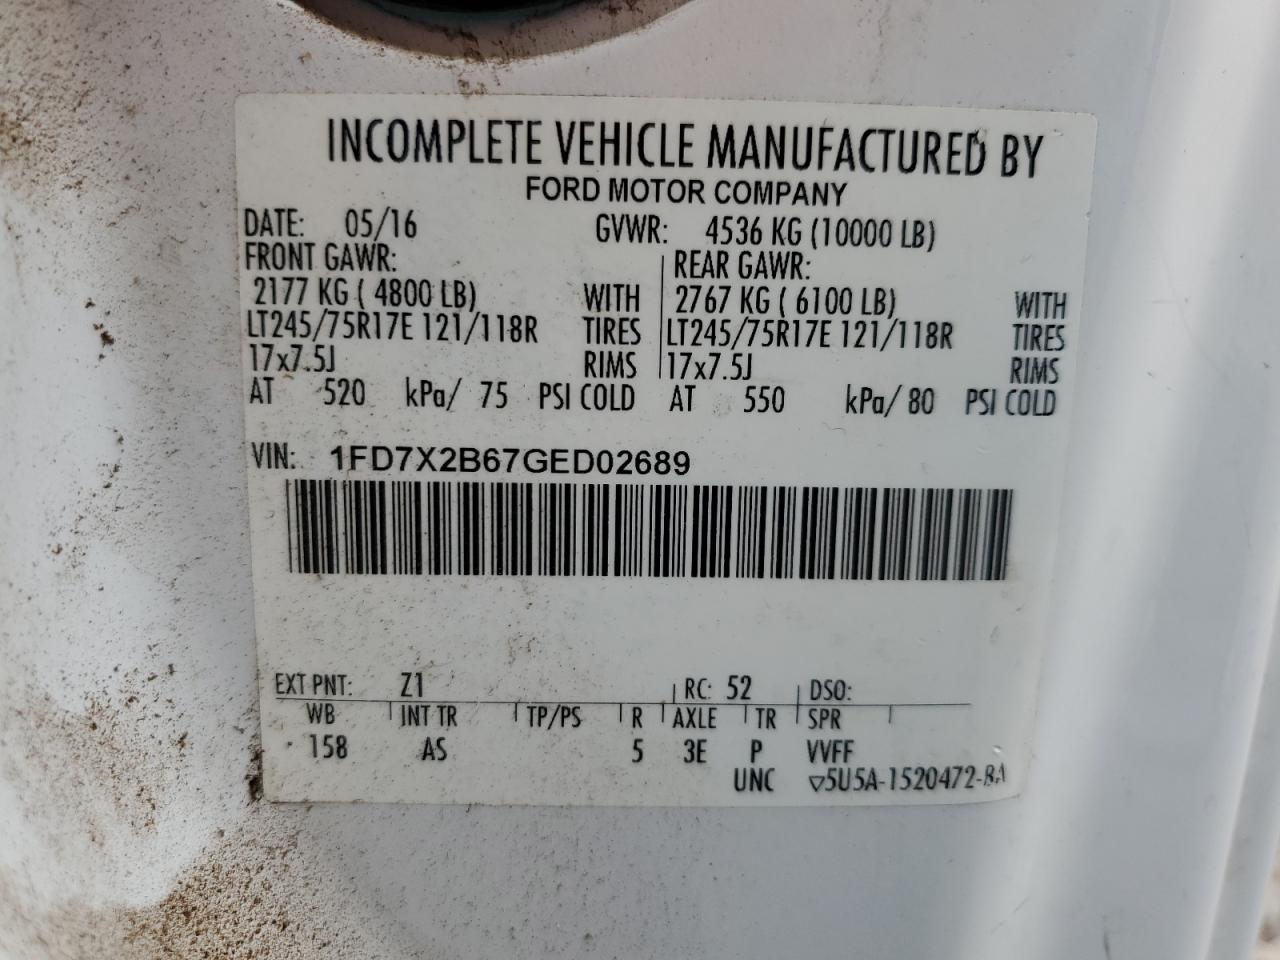 INCOMPLETE VEHICLE MANUFACTURED BY
FORD MOTOR COMPANY
DATE: 05/16 GVWR: 4536 KG (10000 LB)
FRONT GAWR: REAR GAWR:
2177 KG ( 4800 LB) WITH 2767 KG ( 6100 LB) WITH
LT245/75R17E 121/118R TIRES LT245/75R17E 121/118R TIRES
17x7.5J RIMS 17x7.5J RIMS
AT 520 kPa/ 75 PSI COLD AT 550 kPa/ 80 PSI COLD
VIN: 1FD7X2B67GED02689
EXT PNT: Z1 RC: 52 DSO:
WB INT TR TP/PS R AXLE TR SPR
158 AS 5 3E P VVFF
UNC ▽5U5A-1520472-BA